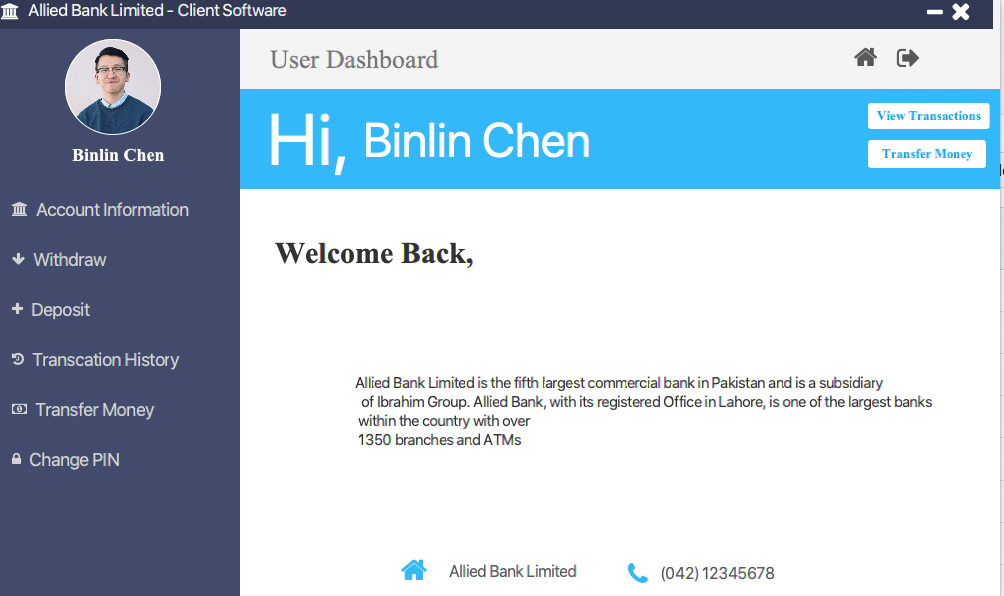 Allied Bank Limited - Client Software
Binlin Chen
Account Information
Withdraw
Deposit
Transcation History
Transfer Money
Change PIN
User Dashboard
Hi, Binlin Chen
View Transactions
Transfer Money
Welcome Back,
Allied Bank Limited is the fifth largest commercial bank in Pakistan and is a subsidiary
of Ibrahim Group. Allied Bank, with its registered Office in Lahore, is one of the largest banks
within the country with over
1350 branches and ATMs
Allied Bank Limited
(042) 12345678